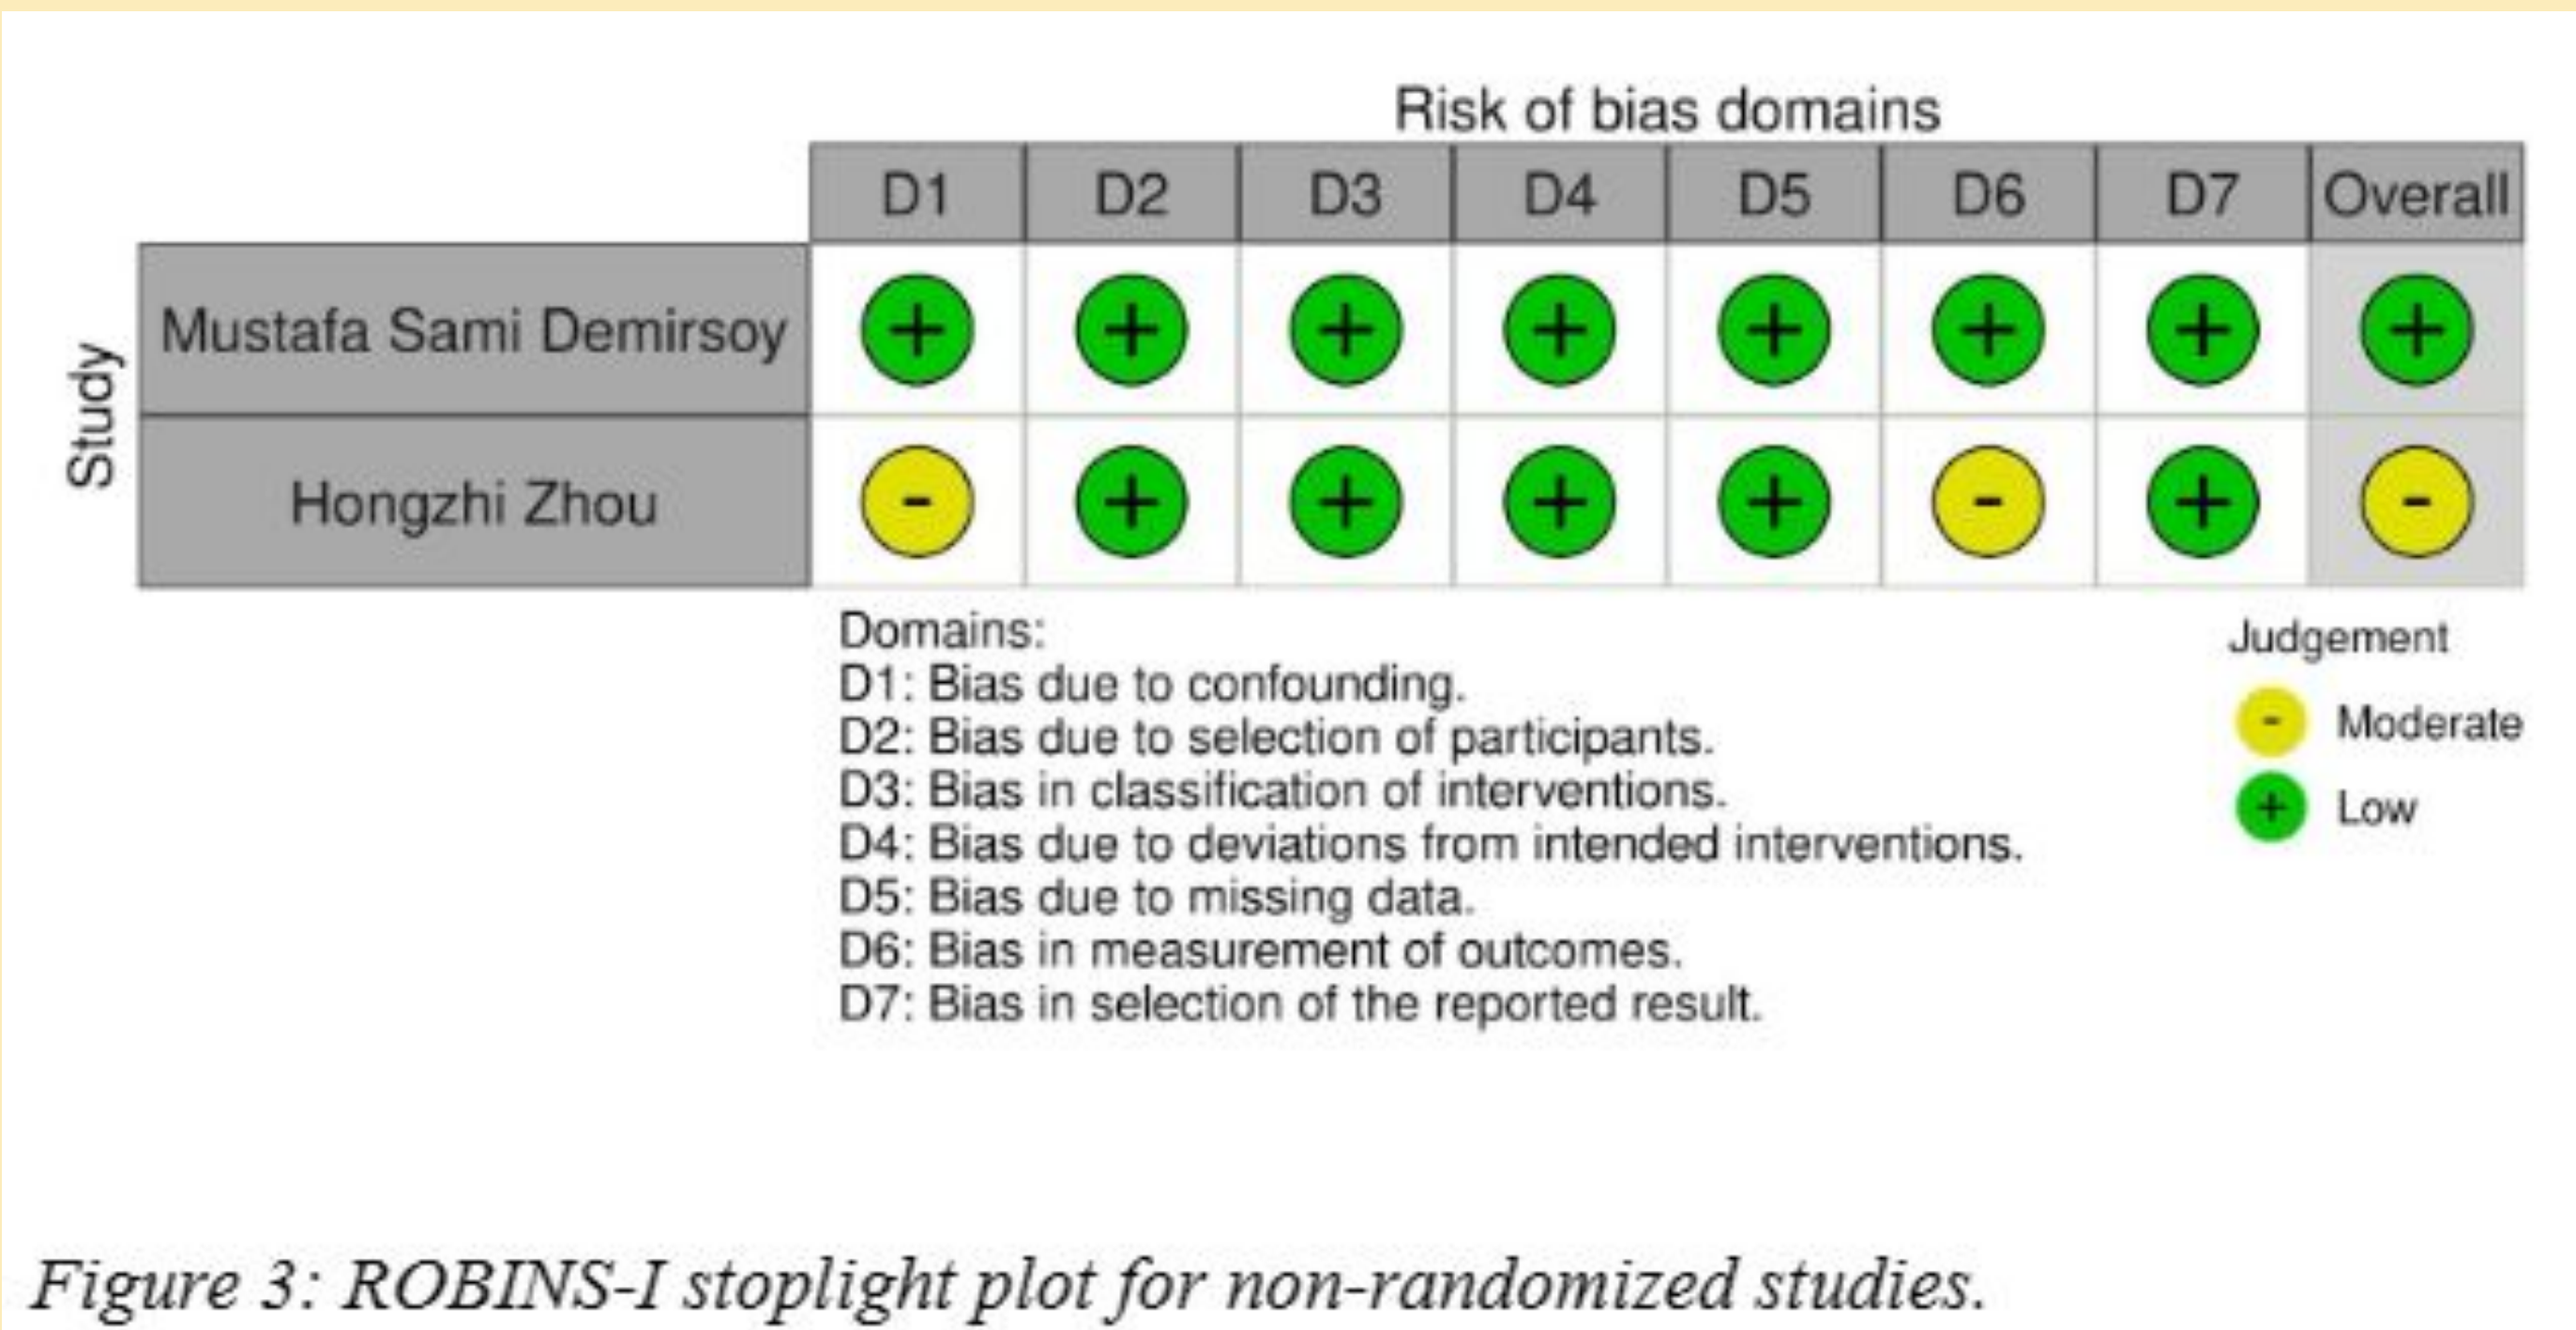 Risk of bias domains
D1 D2 D3 D4 D5 D6 D7 Overall
Study
Mustafa Sami Demirsoy + + + + + + + +
Hongzhi Zhou - + + + + - + -
Domains:
D1: Bias due to confounding.
D2: Bias due to selection of participants.
D3: Bias in classification of interventions.
D4: Bias due to deviations from intended interventions.
D5: Bias due to missing data.
D6: Bias in measurement of outcomes.
D7: Bias in selection of the reported result.
Judgement
- Moderate
+ Low
Figure 3: ROBINS-I stoplight plot for non-randomized studies.